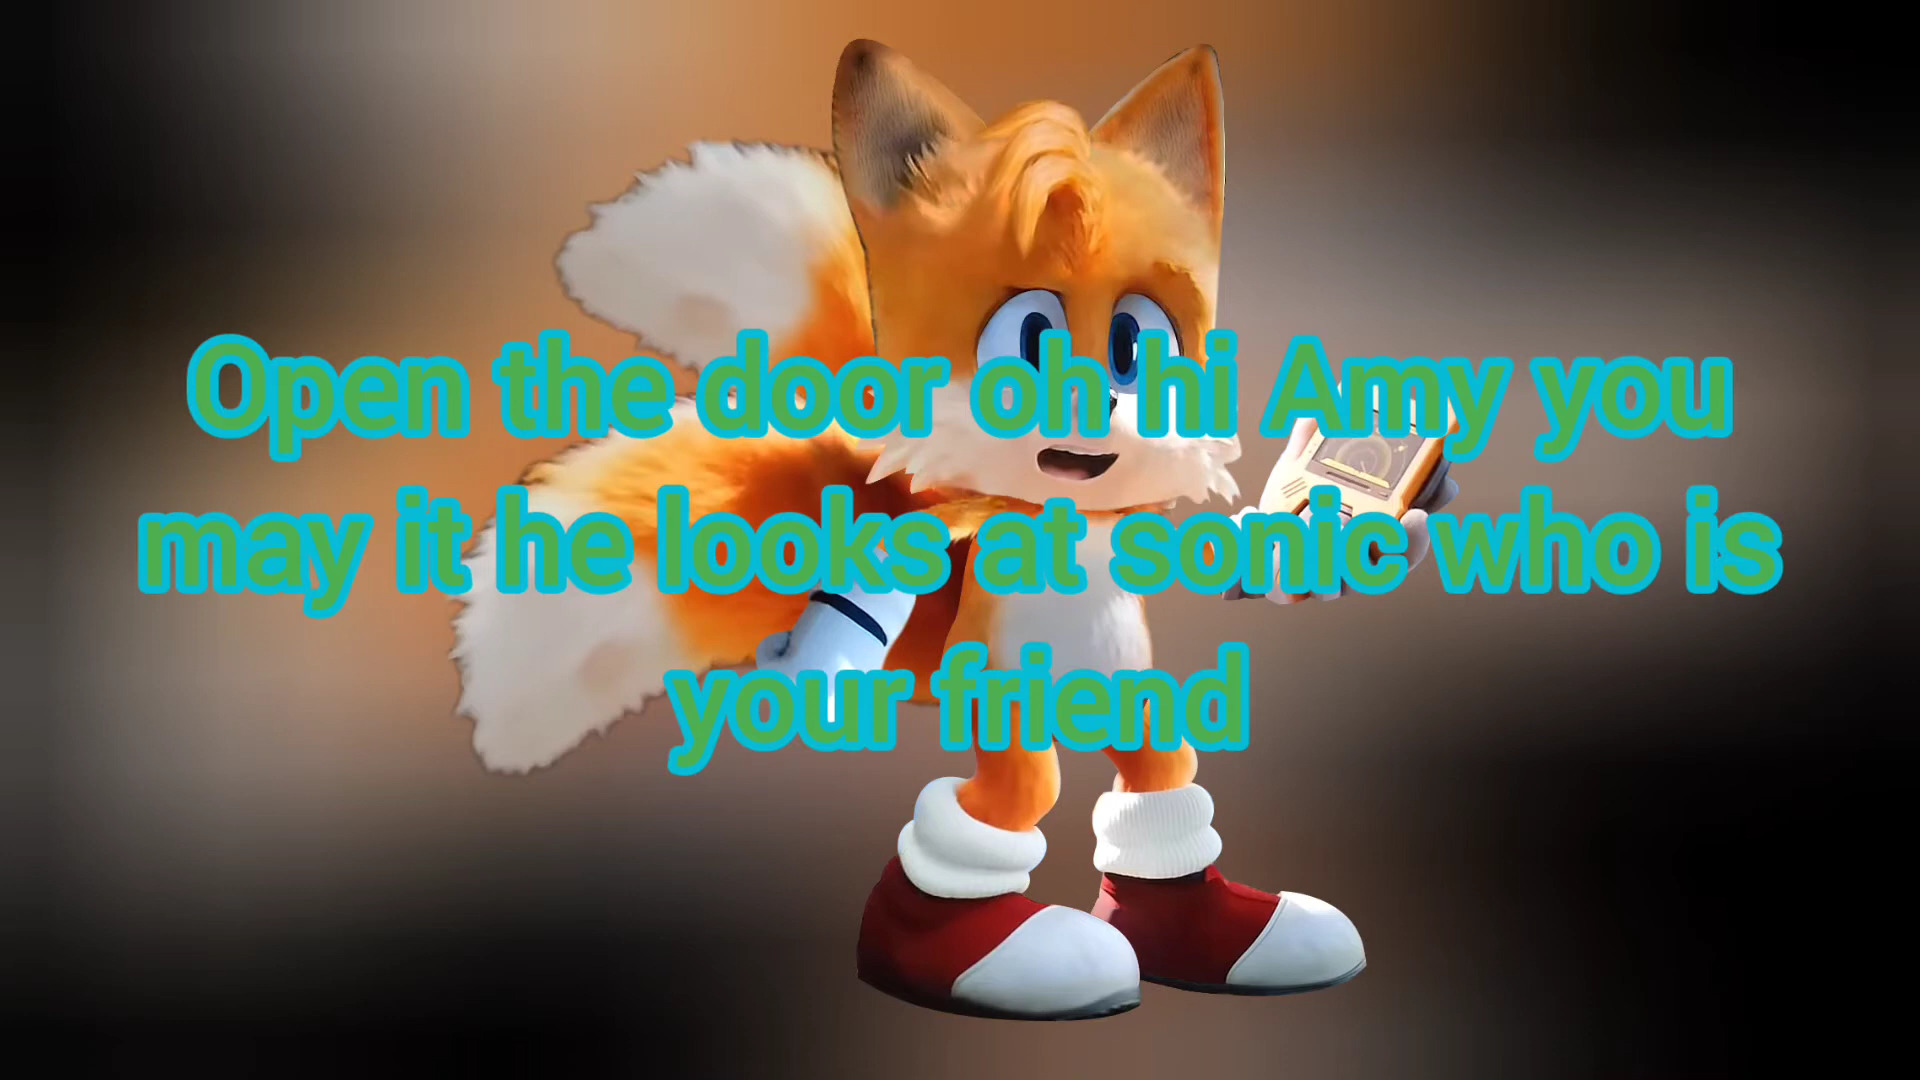 Open the door oh hi Amy you
may it he looks at sonic who is
your friend